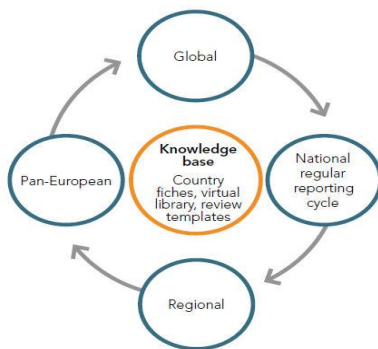 Global
Pan-European
Knowledge
base
Country
fiches, virtual
library, review
templates
National
regular
reporting
cycle
Regional